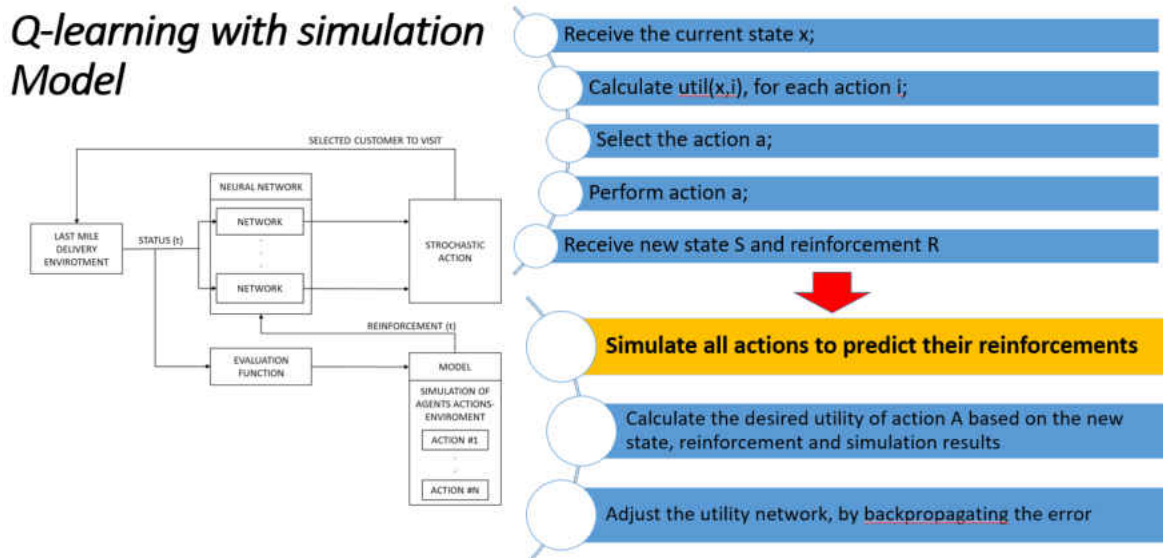 Q-learning with simulation
Model
SELECTED CUSTOMER TO VISIT
NEURAL NETWORK
NETWORK
LAST MILE
DELIVERY
ENVIROTMENT
STATUS (t)
STROCHASTIC
ACTION
NETWORK
REINFORCEMENT (t)
EVALUATION
FUNCTION
MODEL
SIMULATION OF
AGENTS ACTIONS-
ENVIROMENT
ACTION #1
ACTION #N
Receive the current state x;
Calculate util(x,i), for each action i;
Select the action a;
Perform action a;
Receive new state S and reinforcement R
Simulate all actions to predict their reinforcements
Calculate the desired utility of action A based on the new
state, reinforcement and simulation results
Adjust the utility network, by backpropagating the error